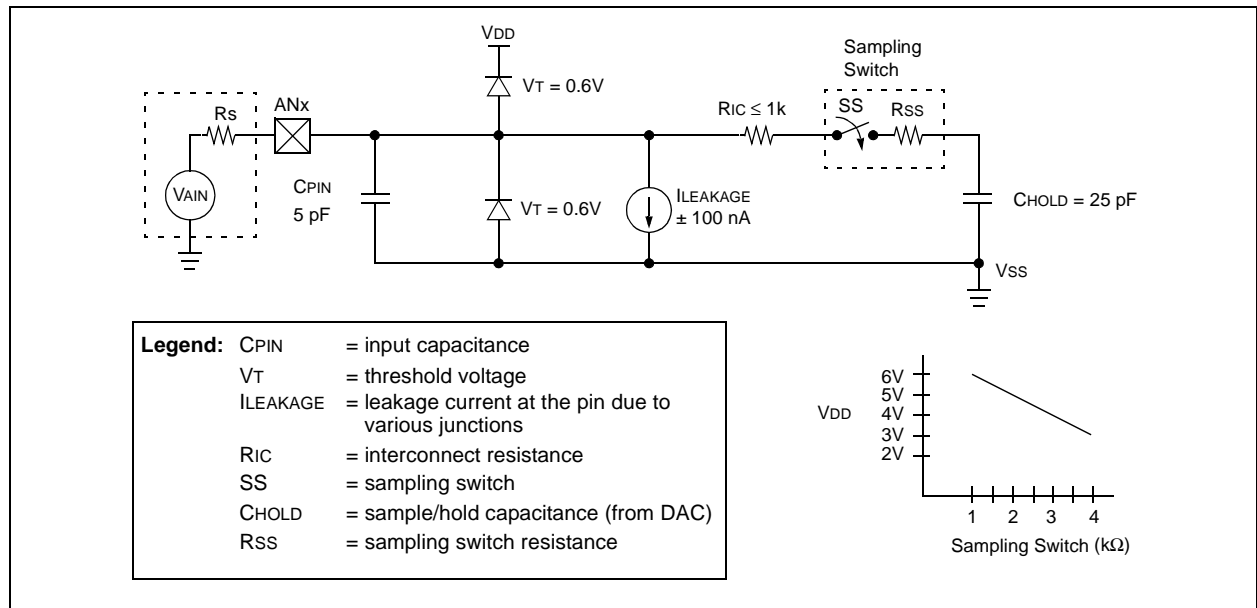 VDD
VT = 0.6V
Sampling
Switch
Rs
ANx
RIC ≤ 1k
SS
RSS
VAIN
CPIN
5 pF
VT = 0.6V
ILEAKAGE
± 100 nA
CHOLD = 25 pF
VSS
Legend: CPIN = input capacitance
VT = threshold voltage
ILEAKAGE = leakage current at the pin due to
various junctions
RIC = interconnect resistance
SS = sampling switch
CHOLD = sample/hold capacitance (from DAC)
RSS = sampling switch resistance
VDD
6V
5V
4V
3V
2V
1 2 3 4
Sampling Switch (kΩ)